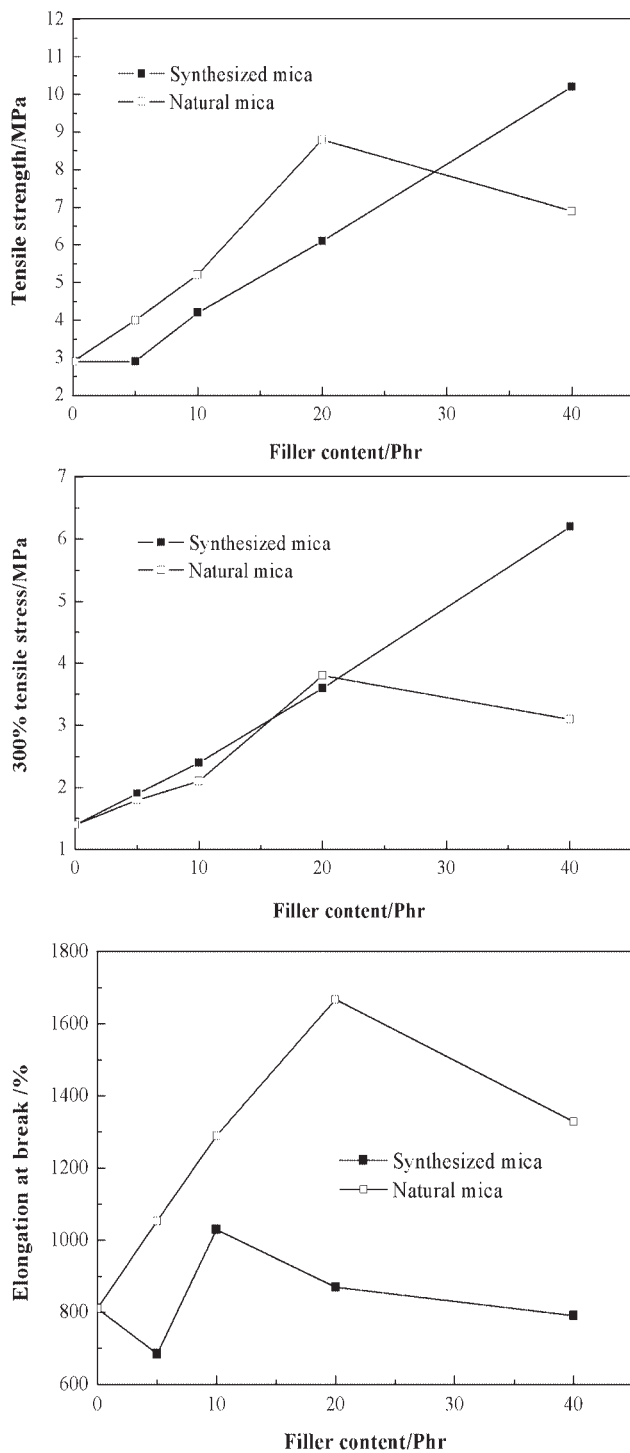 12
11
10
9
8
7
6
5
4
3
2
Tensile strength/MPa
Synthesized mica
Natural mica
0 10 20 30 40
Filler content/Phr
7
6
5
4
3
2
1
300% tensile stress/MPa
Synthesized mica
Natural mica
0 10 20 30 40
Filler content/Phr
1800
1600
1400
1200
1000
800
600
Elongation at break /%
Synthesized mica
Natural mica
0 10 20 30 40
Filler content/Phr